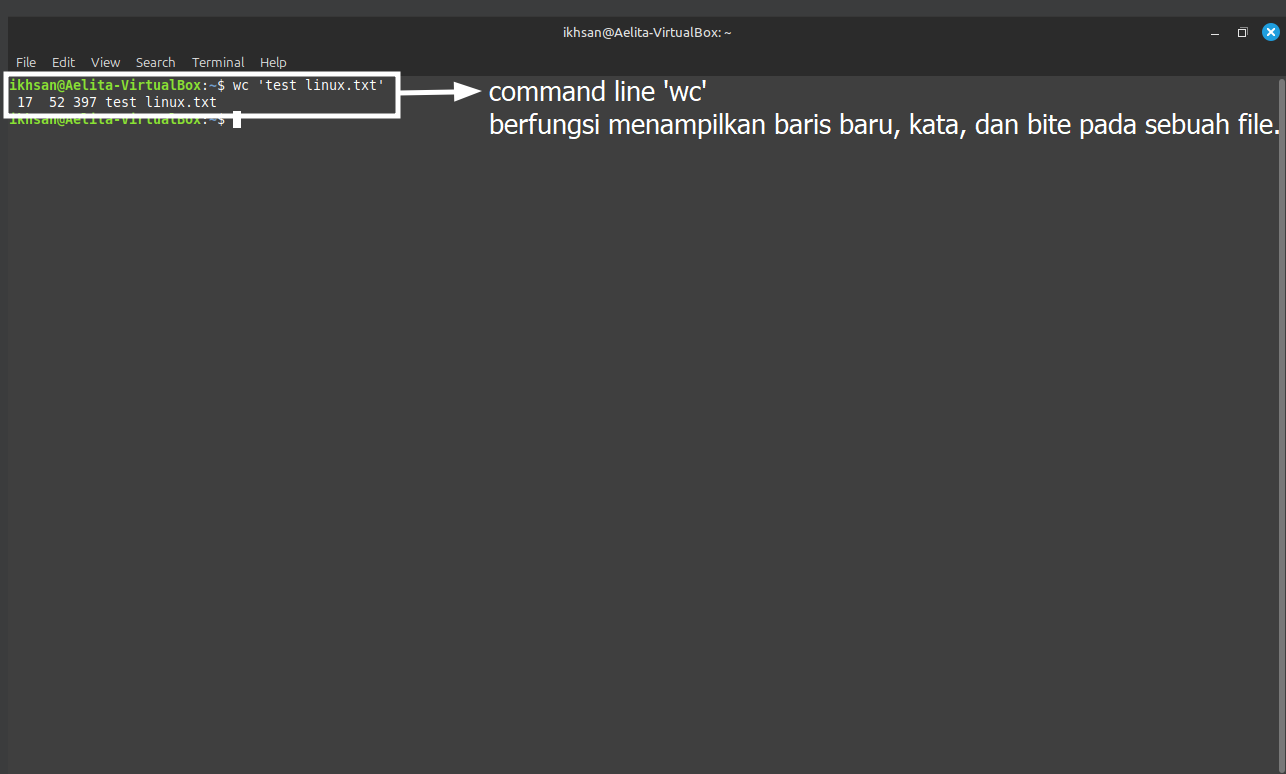 ikhsan@Aelita-VirtualBox: ~
File Edit View Search Terminal Help
ikhsan@Aelita-VirtualBox:~$ wc 'test linux.txt'
17 52 397 test linux.txt
ikhsan@Aelita-VirtualBox:~$
command line 'wc'
berfungsi menampilkan baris baru, kata, dan bite pada sebuah file.